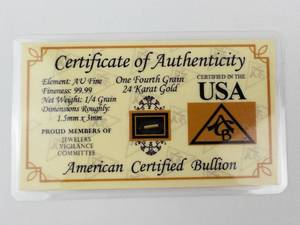 Certificate of Authenticity
Element: AU Fine
Fineness: 99.99
Net Weight: 1/4 Grain
Dimensions Roughly:
1.5mm x 3mm
PROUD MEMBERS OF
JEWELERS
VIGILANCE
COMMITTEE
One Fourth Grain
24 Karat Gold
CERTIFIED IN THE
USA
ACB
American Certified Bullion